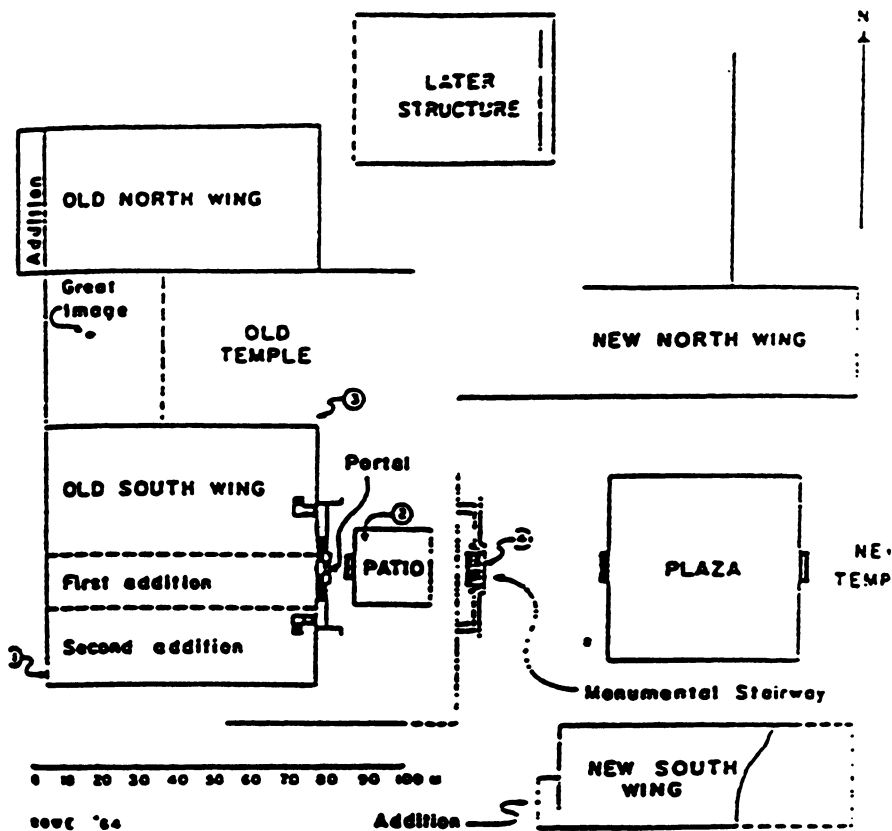 N
LATER
STRUCTURE
Addition
OLD NORTH WING
Great
Image
OLD
TEMPLE
NEW NORTH WING
3
Portal
OLD SOUTH WING
2
PATIO
PLAZA
NE
TEMP
First addition
Second addition
1
Monumental Stairway
0 10 20 30 40 50 60 70 80 90 100 m
NEW SOUTH
WING
Addition
'64